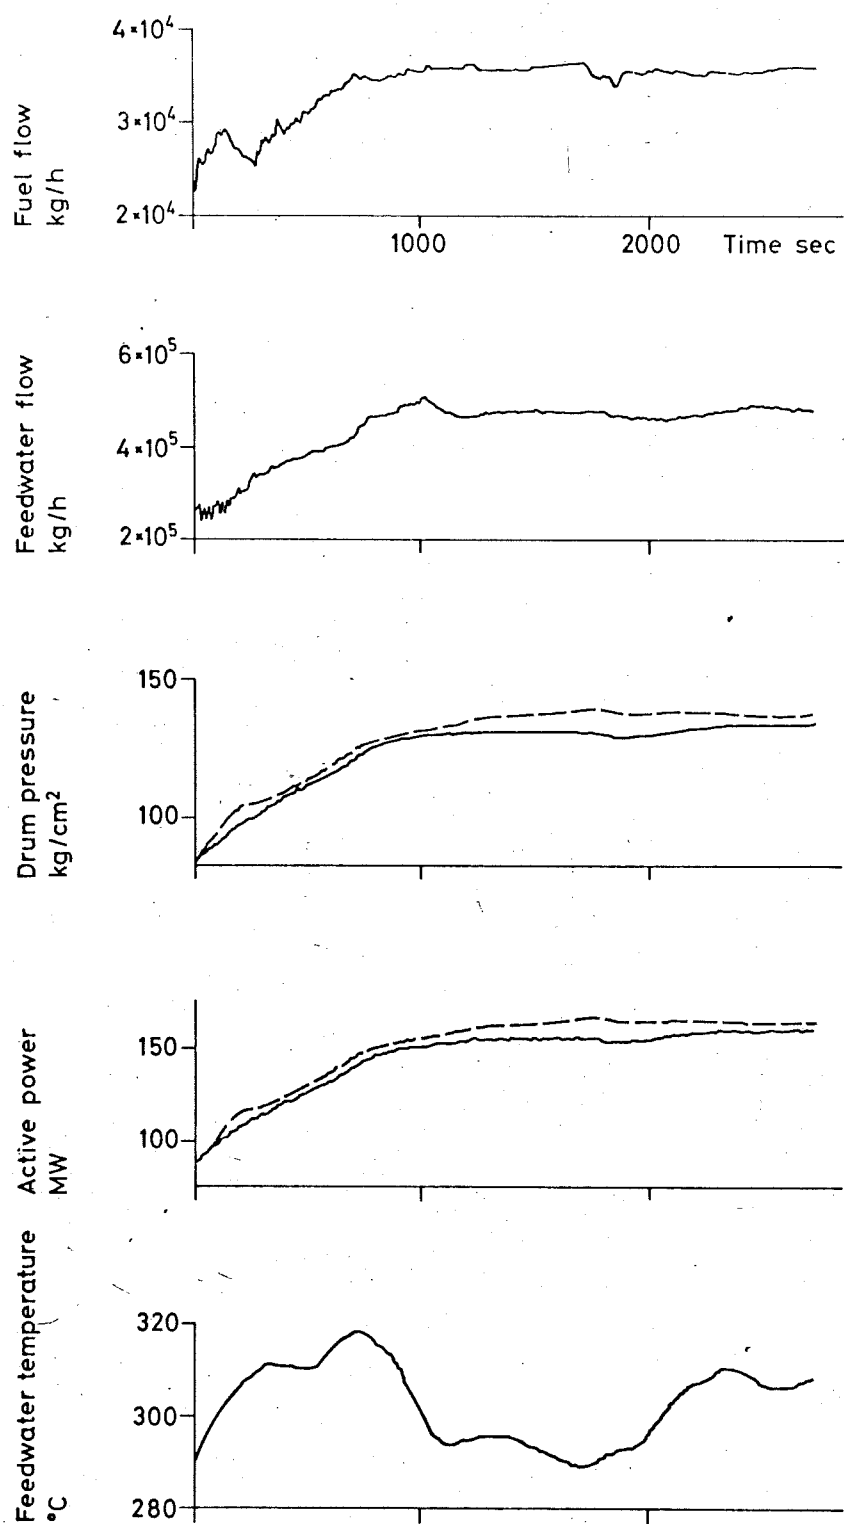 4×10⁴
3×10⁴
2×10⁴
Fuel flow
kg/h
1000
2000
Time sec
6×10⁵
4×10⁵
2×10⁵
Feedwater flow
kg/h
150
100
Drum pressure
kg/cm²
150
100
Active power
MW
320
300
280
Feedwater temperature
°C